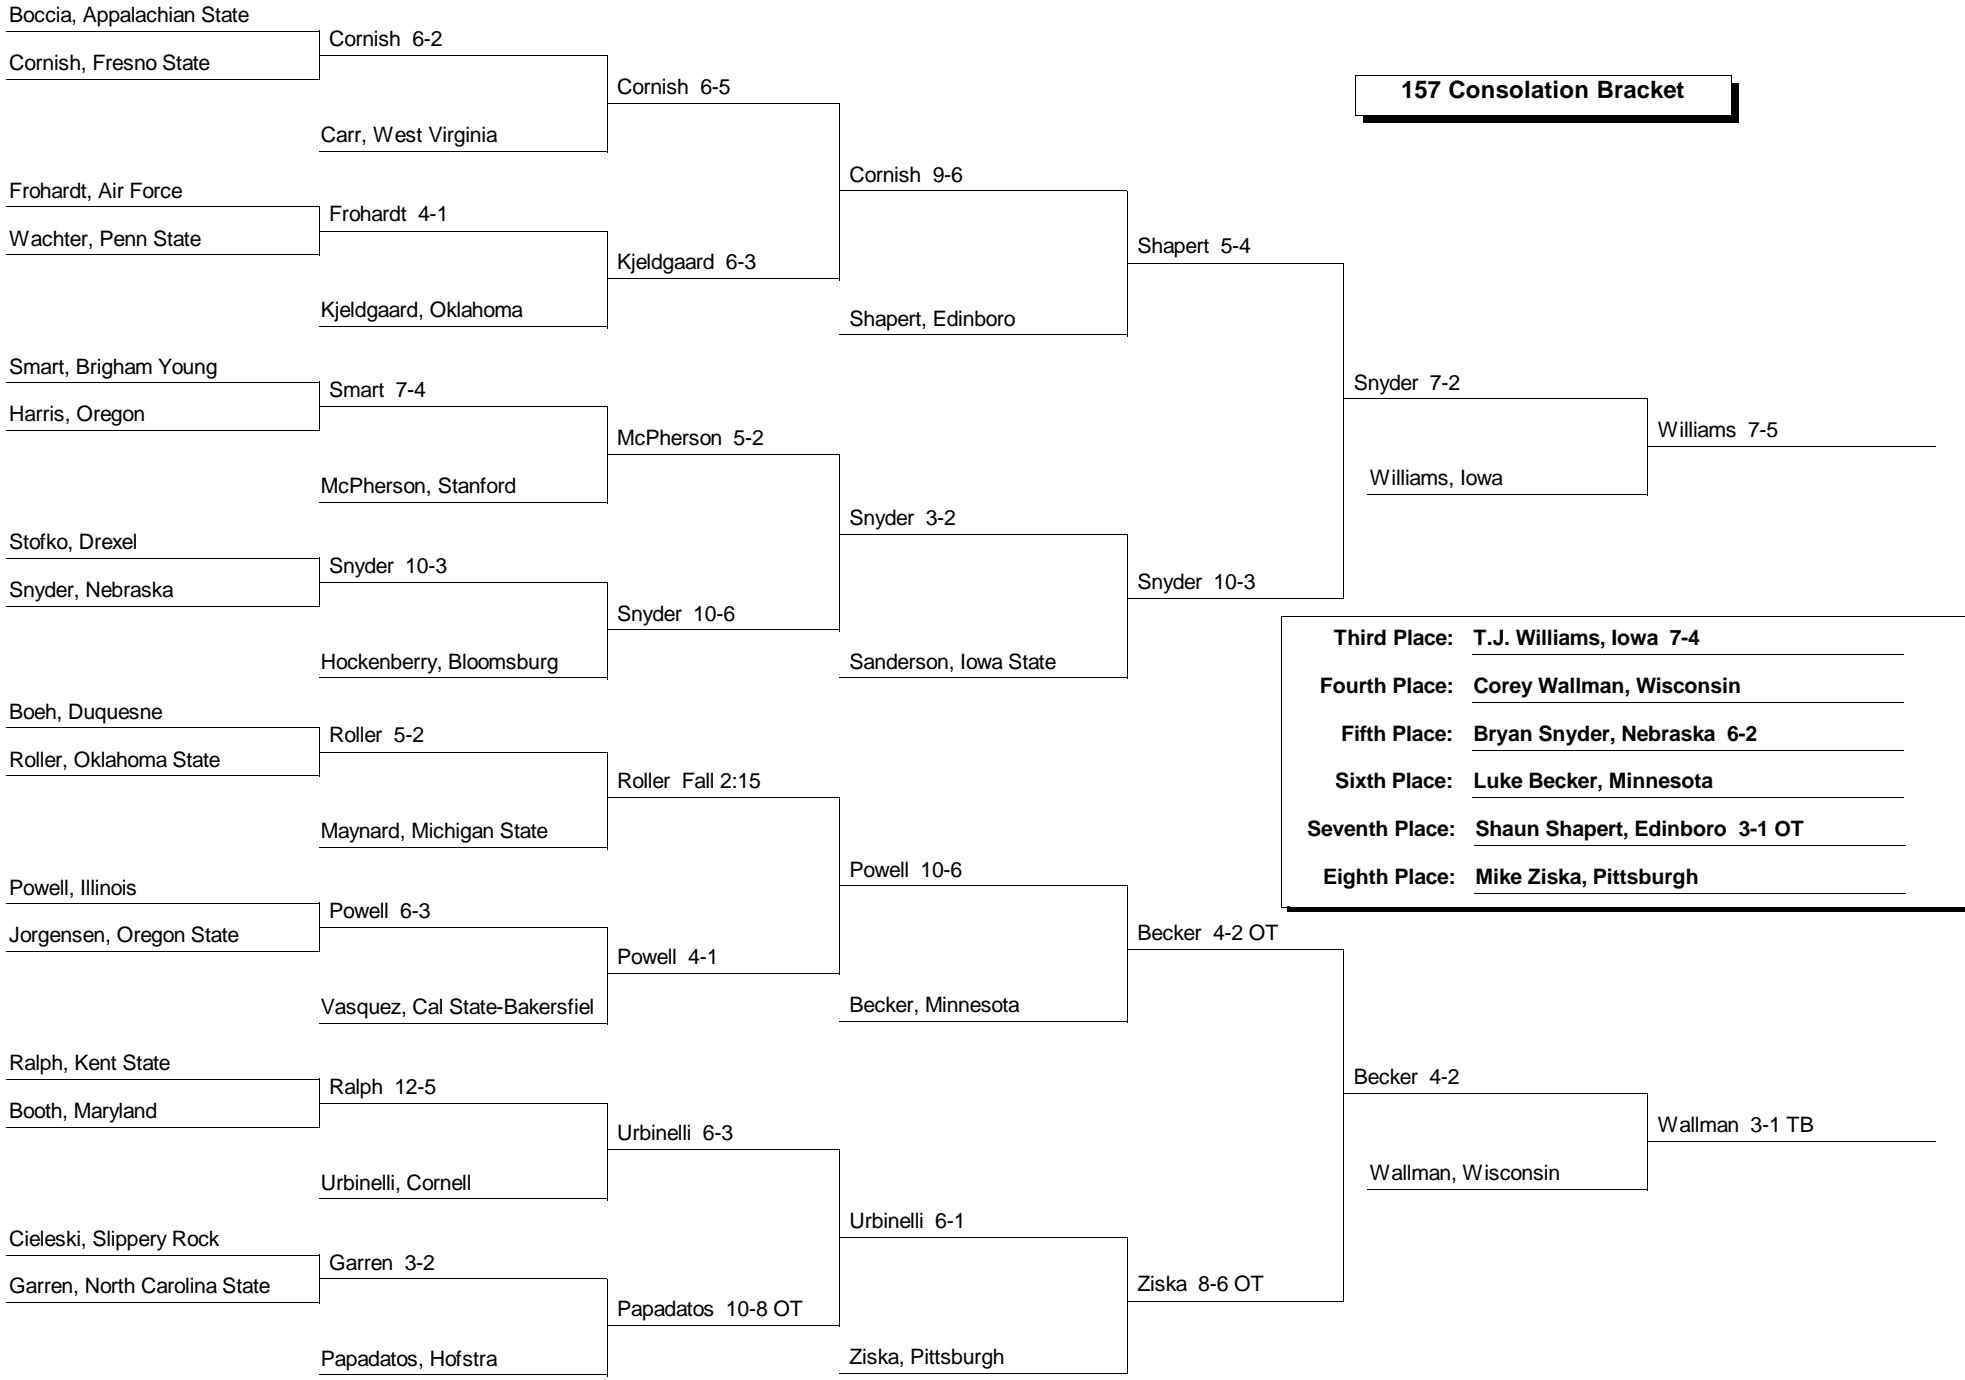 Boccia, Appalachian State
Cornish 6-2
Cornish, Fresno State
Cornish 6-5
157 Consolation Bracket
Carr, West Virginia
Cornish 9-6
Frohardt, Air Force
Frohardt 4-1
Wachter, Penn State
Shapert 5-4
Kjeldgaard 6-3
Kjeldgaard, Oklahoma
Shapert, Edinboro
Smart, Brigham Young
Snyder 7-2
Smart 7-4
Harris, Oregon
Williams 7-5
McPherson 5-2
Williams, Iowa
McPherson, Stanford
Snyder 3-2
Stofko, Drexel
Snyder 10-3
Snyder 10-3
Snyder, Nebraska
Snyder 10-6
Third Place: T.J. Williams, Iowa 7-4
Hockenberry, Bloomsburg
Sanderson, Iowa State
Fourth Place: Corey Wallman, Wisconsin
Boeh, Duquesne
Roller 5-2
Fifth Place: Bryan Snyder, Nebraska 6-2
Roller, Oklahoma State
Roller Fall 2:15
Sixth Place: Luke Becker, Minnesota
Maynard, Michigan State
Seventh Place: Shaun Shapert, Edinboro 3-1 OT
Powell 10-6
Eighth Place: Mike Ziska, Pittsburgh
Powell, Illinois
Powell 6-3
Jorgensen, Oregon State
Becker 4-2 OT
Powell 4-1
Vasquez, Cal State-Bakersfiel
Becker, Minnesota
Ralph, Kent State
Becker 4-2
Ralph 12-5
Booth, Maryland
Wallman 3-1 TB
Urbinelli 6-3
Wallman, Wisconsin
Urbinelli, Cornell
Urbinelli 6-1
Cieleski, Slippery Rock
Garren 3-2
Garren, North Carolina State
Ziska 8-6 OT
Papadatos 10-8 OT
Papadatos, Hofstra
Ziska, Pittsburgh